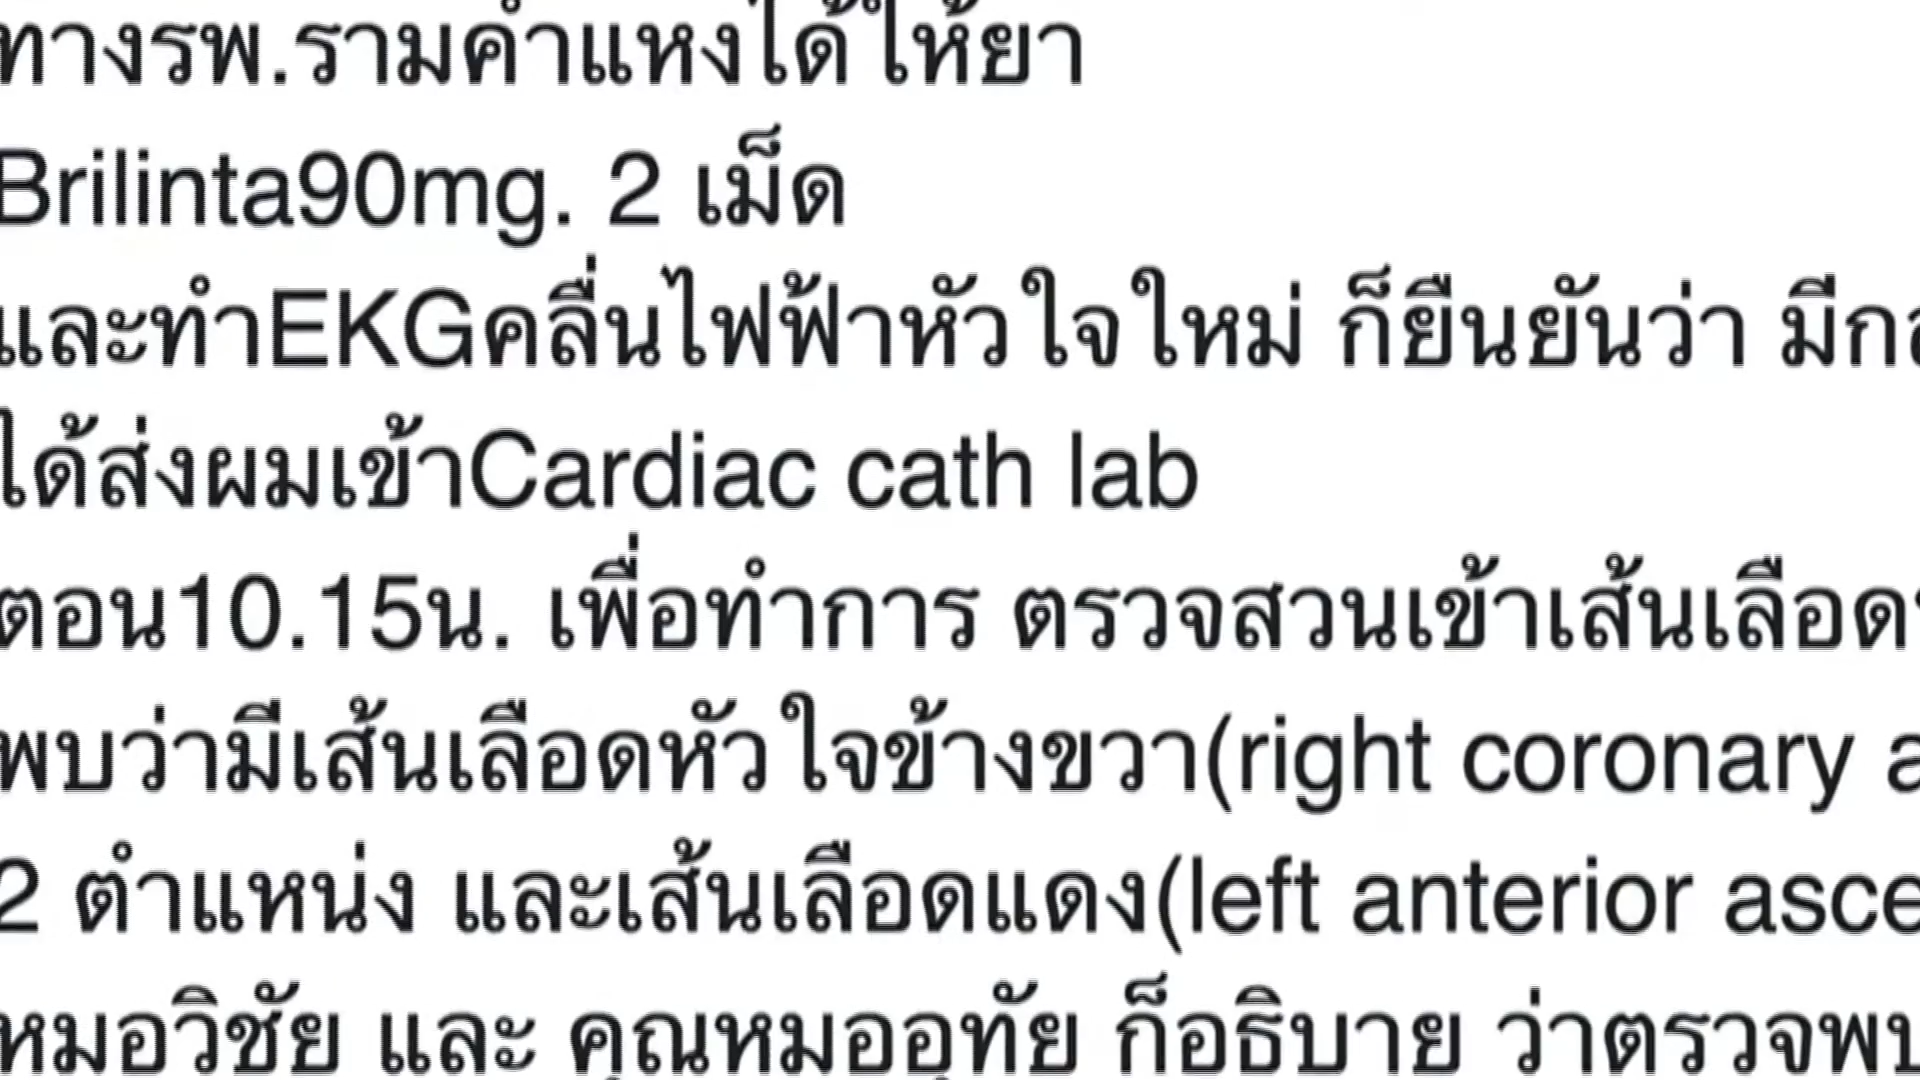 ทางรพ.รามคำแหงได้ให้ยา
Brilinta90mg. 2 เม็ด
และทำEKGคลื่นไฟฟ้าหัวใจใหม่ ก็ยืนยันว่า มี
ได้ส่งผมเข้าCardiac cath lab
ตอน10.15น. เพื่อทำการ ตรวจสวนเข้าเส้นเลือด
พบว่ามีเส้นเลือดหัวใจข้างขวา(right coronary a
2 ตำแหน่ง และเส้นเลือดแดง(left anterior asce
หมอวิชัย และ คุณหมออุทัย ก็อธิบาย ว่าตรวจพบ